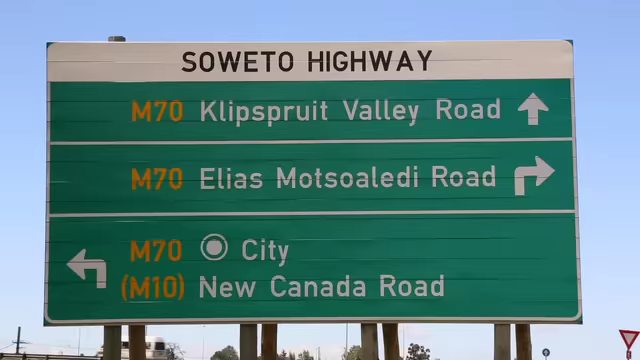 SOWETO HIGHWAY
M70 Klipspruit Valley Road
M70 Elias Motsoaledi Road
M70 City
(M10) New Canada Road